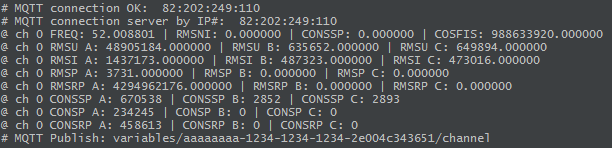 # MQTT connection OK:  82:202:249:110
# MQTT connection server by IP#:  82:202:249:110
@ ch 0 FREQ: 52.008801 | RMSNI: 0.000000 | CONSSP: 0.000000 | COSFIS: 988633920.000000
@ ch 0 RMSU A: 48905184.000000 | RMSU B: 635652.000000 | RMSU C: 649894.000000
@ ch 0 RMSI A: 1437173.000000 | RMSI B: 487323.000000 | RMSI C: 473016.000000
@ ch 0 RMSP A: 3731.000000 | RMSP B: 0.000000 | RMSP C: 0.000000
@ ch 0 RMSRP A: 4294962176.000000 | RMSRP B: 0.000000 | RMSRP C: 0.000000
@ ch 0 CONSSP A: 670538 | CONSSP B: 2852 | CONSSP C: 2893
@ ch 0 CONSP A: 234245 | CONSP B: 0 | CONSP C: 0
@ ch 0 CONSRP A: 458613 | CONSRP B: 0 | CONSRP C: 0
# MQTT Publish: variables/aaaaaaaa-1234-1234-1234-2e004c343651/channel